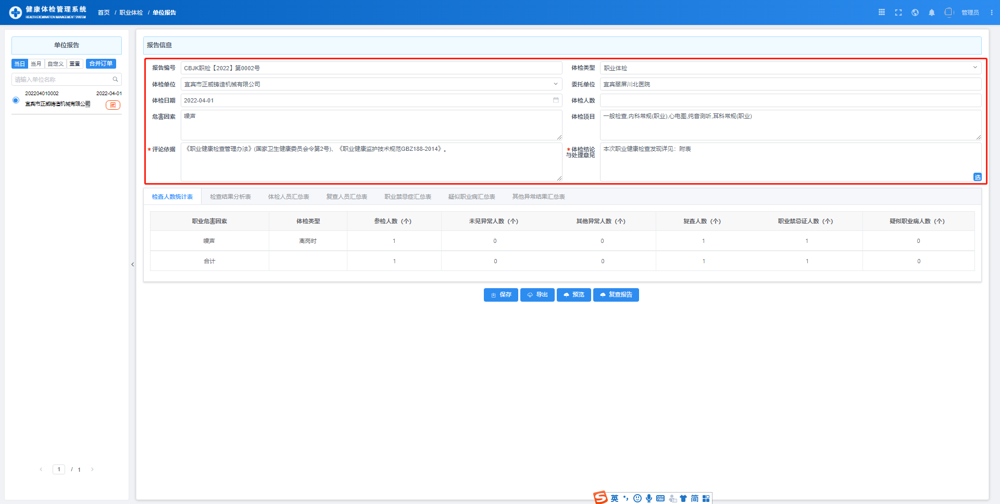 健康体检管理系统
HEALTH EXOMINATION MANAGEMENT SYSTEM
首页 / 职业体检 / 单位报告
管理员
单位报告
当日 当月 自定义 重置 合并订单
请输入单位名称
202204010002 2022-04-01
宜宾市正威铸造机械有限公司 团
< 1 / 1 >
报告信息
报告编号 CBJK职检【2022】第0002号 体检类型 职业体检
体检单位 宜宾市正威铸造机械有限公司 委托单位 宜宾翠屏川北医院
体检日期 2022-04-01 体检人数
危害因素 噪声 体检项目 一般检查,内科常规(职业),心电图,纯音测听,耳科常规(职业)
*评论依据 《职业健康检查管理办法》(国家卫生健康委员会令第2号)、《职业健康监护技术规范GBZ188-2014》。
*体检结论与处理意见 本次职业健康检查发现详见：附表
选
检查人数统计表 检查结果分析表 体检人员汇总表 复查人员汇总表 职业禁忌症汇总表 疑似职业病汇总表 其他异常结果汇总表
职业危害因素 体检类型 参检人数（个） 未见异常人数（个） 其他异常人数（个） 复查人数（个） 职业禁忌证人数（个） 疑似职业病人数（个）
噪声 离岗时 1 0 0 1 1 0
合计 1 0 0 1 1 0
保存 导出 预览 复查报告
S 英 简